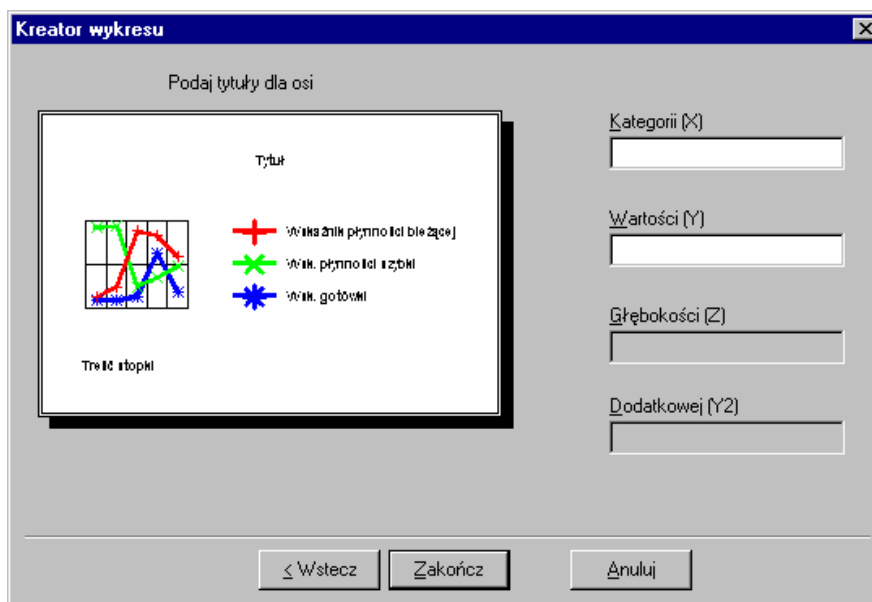 Kreator wykresu
Podaj tytuły dla osi
Tytuł
Wskaźnik płynności bieżącej
Wsk. płynności szybki
Wsk. gotówki
Treść stopki
Kategorii (X)
Wartości (Y)
Głębokości (Z)
Dodatkowej (Y2)
< Wstecz
Zakończ
Anuluj